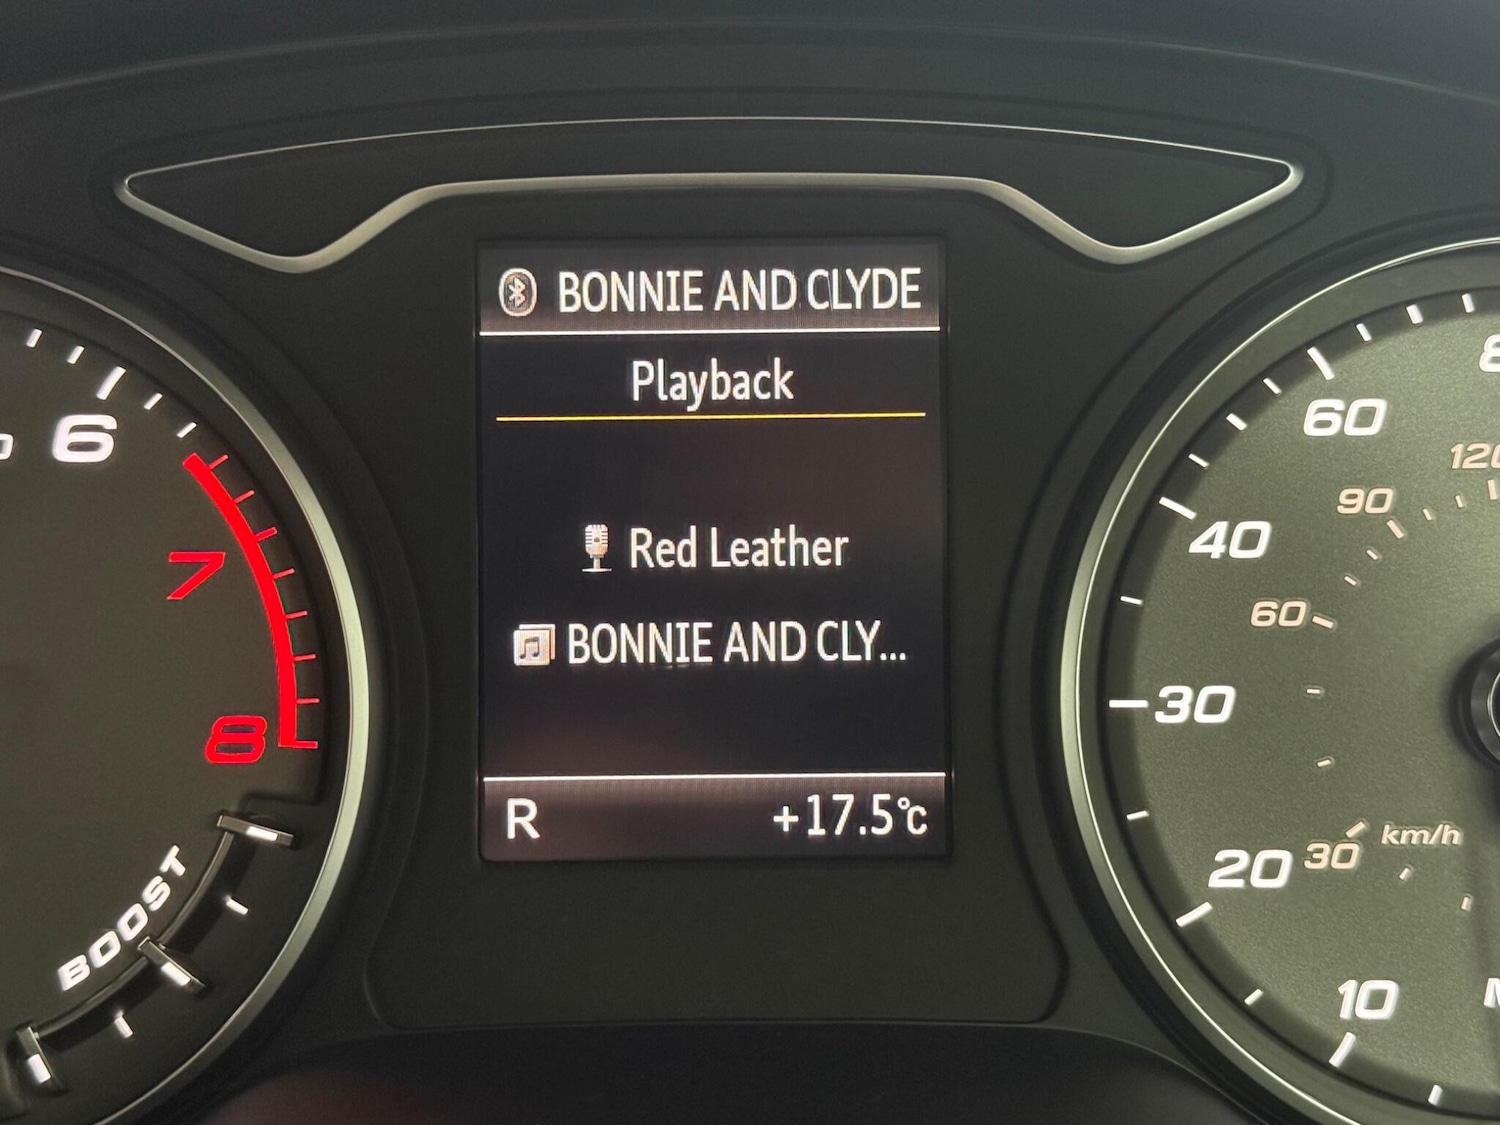 BONNIE AND CLYDE
Playback
Red Leather
BONNIE AND CLY...
R +17.5°C
6
7
8
BOOST
60
40
30
20
10
120
90
60
30 km/h